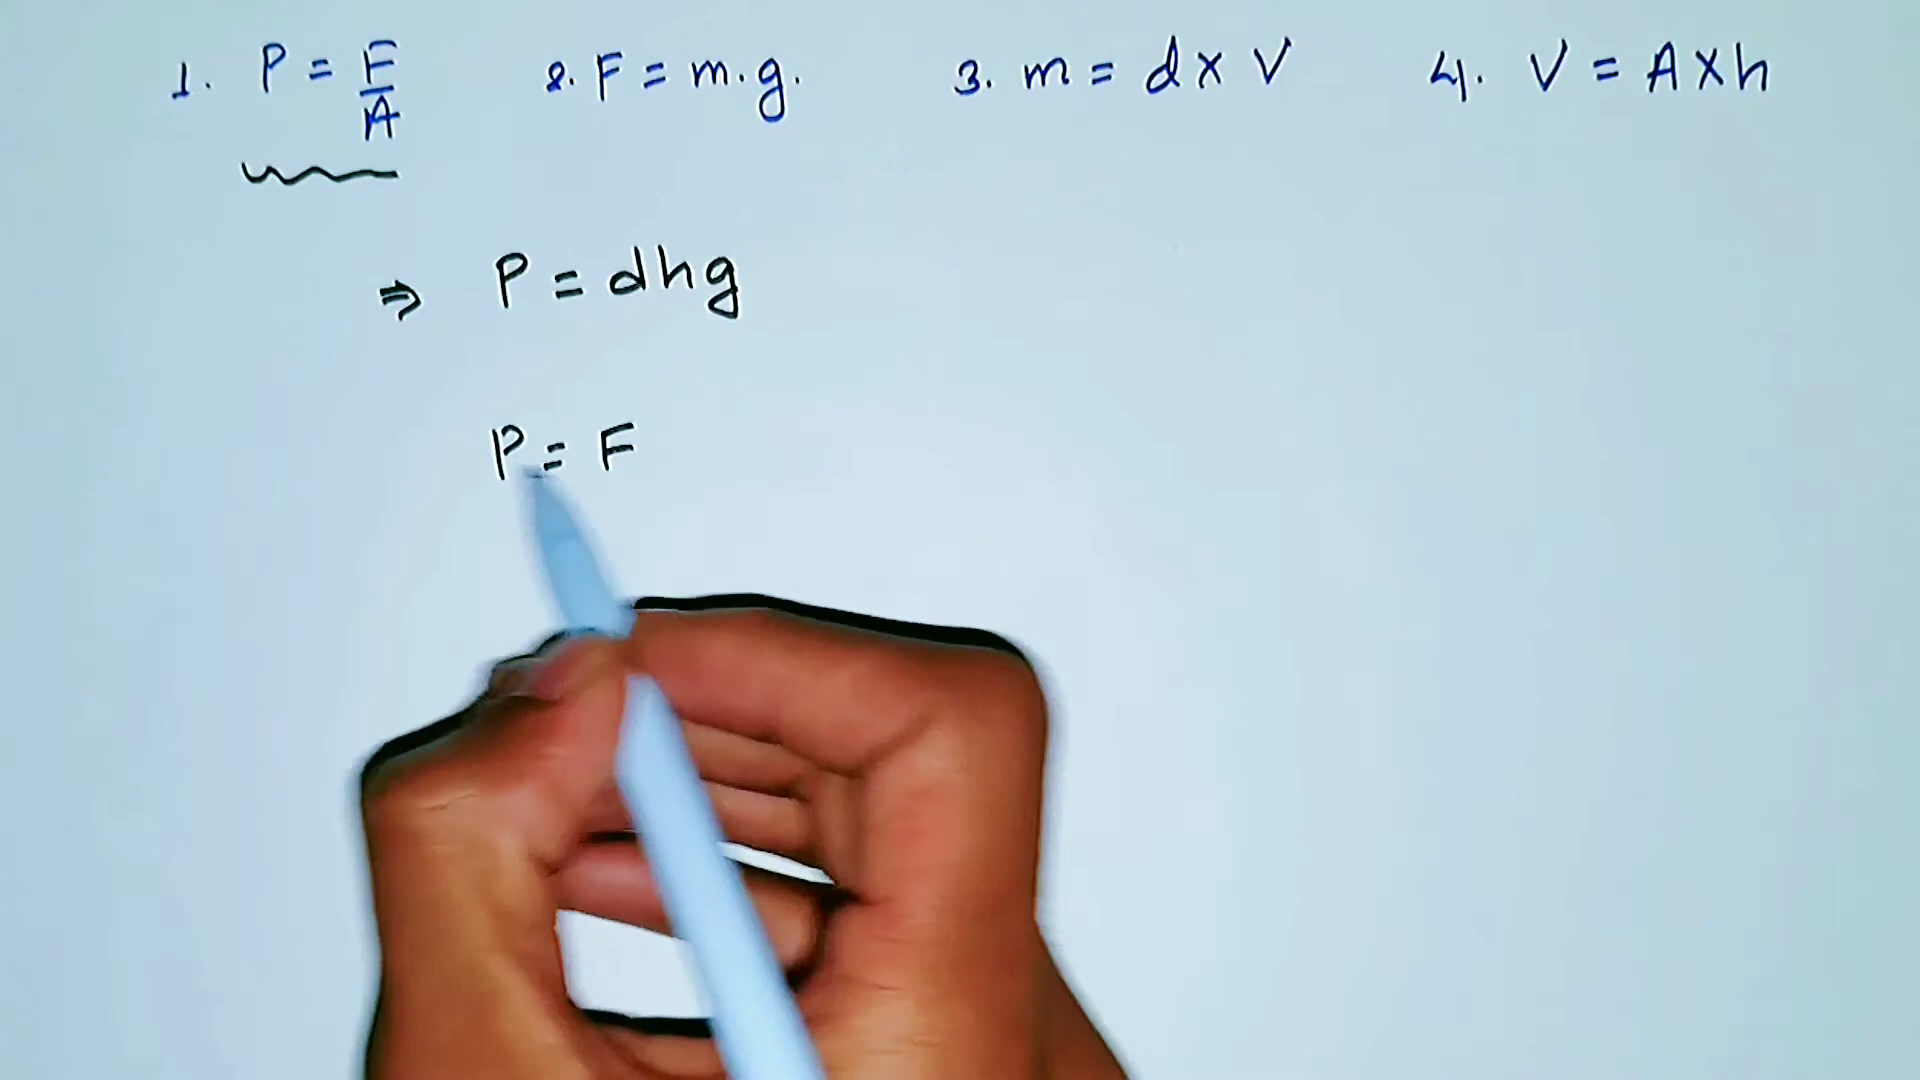 1. P = F/A 2. F = m.g. 3. m = d x V 4. V = A x h
⇒ P = dhg
P = F